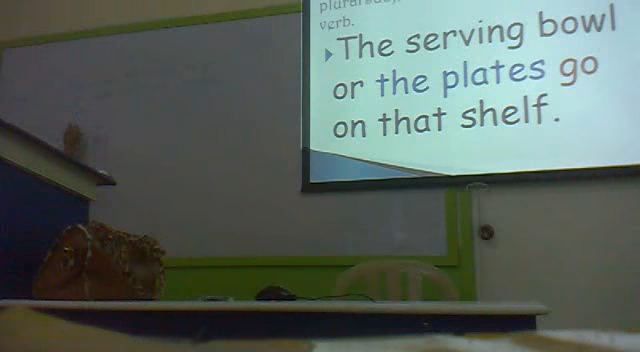 verb.
The serving bowl
or the plates go
on that shelf.